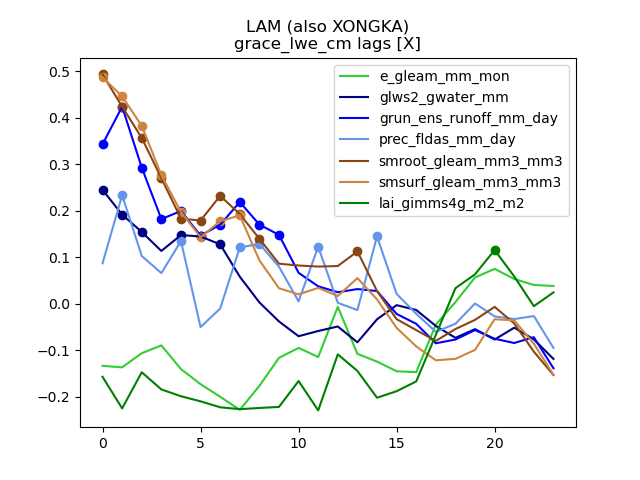 LAM (also XONGKA)
grace_lwe_cm lags [X]
e_gleam_mm_mon
glws2_gwater_mm
grun_ens_runoff_mm_day
prec_fldas_mm_day
smroot_gleam_mm3_mm3
smsurf_gleam_mm3_mm3
lai_gimms4g_m2_m2
0.5
0.4
0.3
0.2
0.1
0.0
−0.1
−0.2
0 5 10 15 20